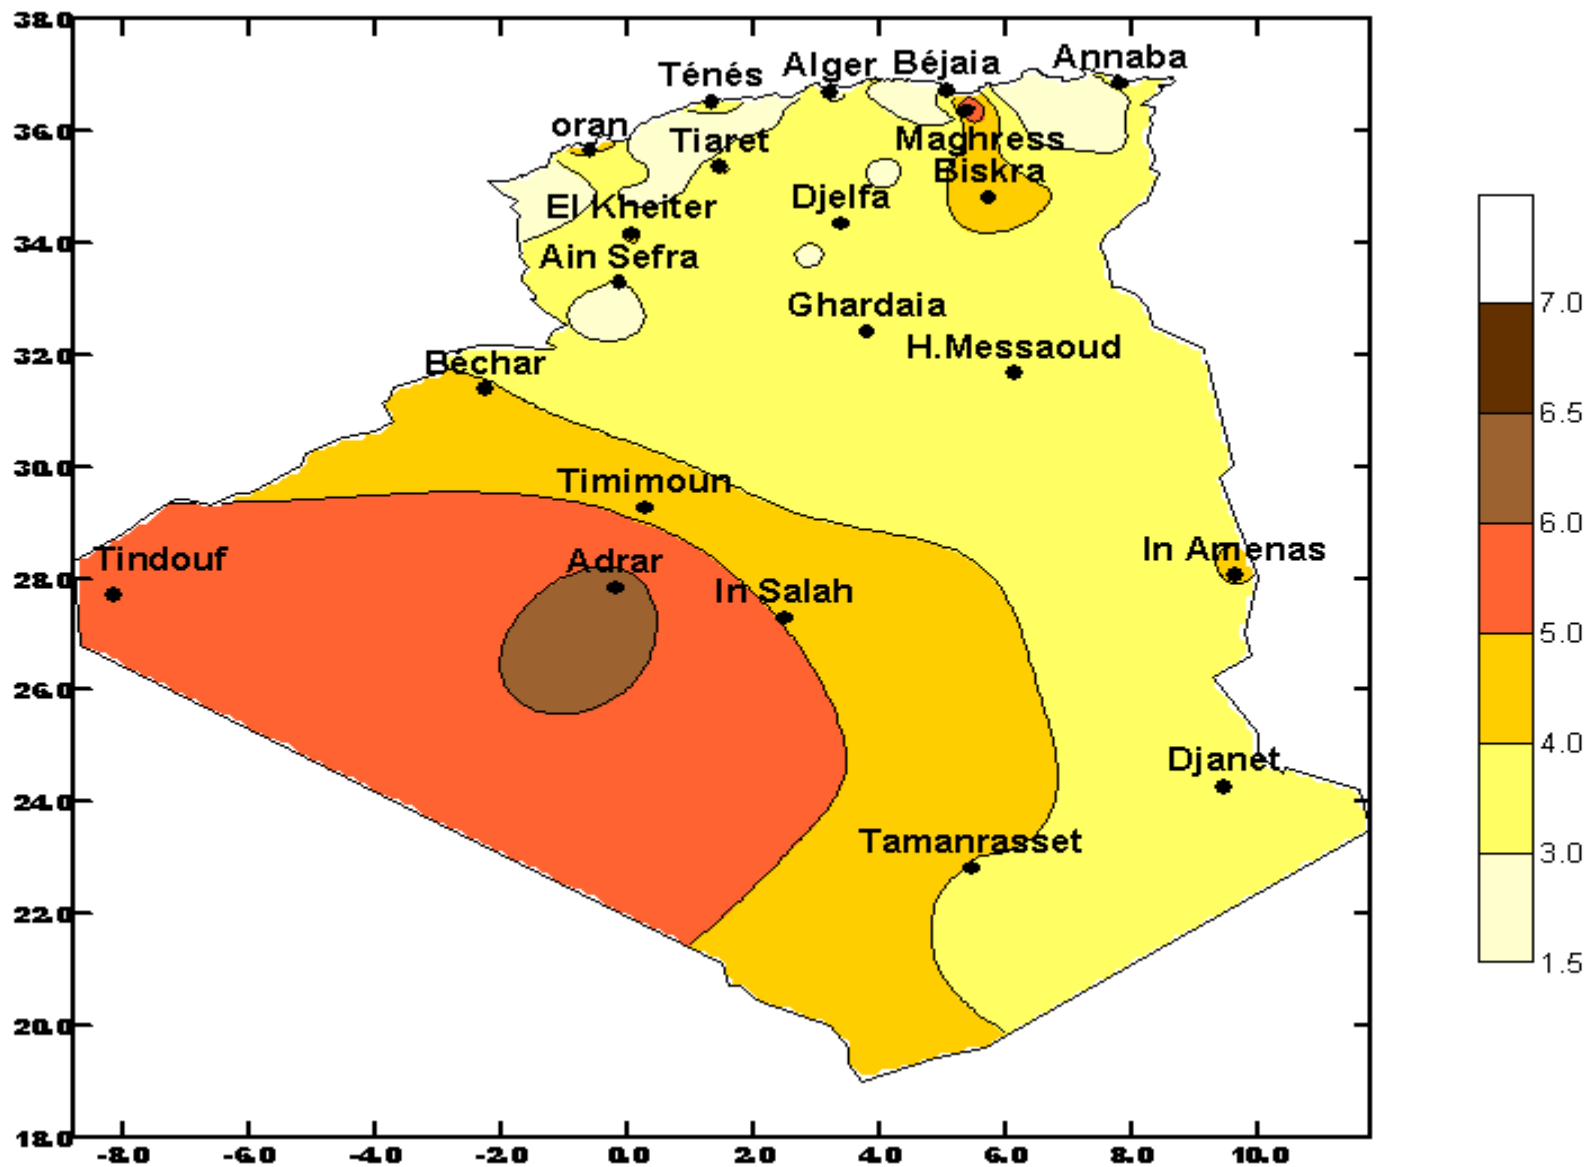 38.0
Annaba
Alger Béjaia
Ténés
36.0
oran
Tiaret
Maghress
Biskra
Djelfa
El Kheiter
34.0
Ain Sefra
Ghardaia
7.0
32.0
H.Messaoud
Bechar
6.5
30.0
Timimoun
6.0
Tindouf
Adrar
In Amenas
28.0
In Salah
5.0
26.0
4.0
Djanet
24.0
Tamanrasset
3.0
22.0
1.5
20.0
18.0
-8.0 -6.0 -4.0 -2.0 0.0 2.0 4.0 6.0 8.0 10.0